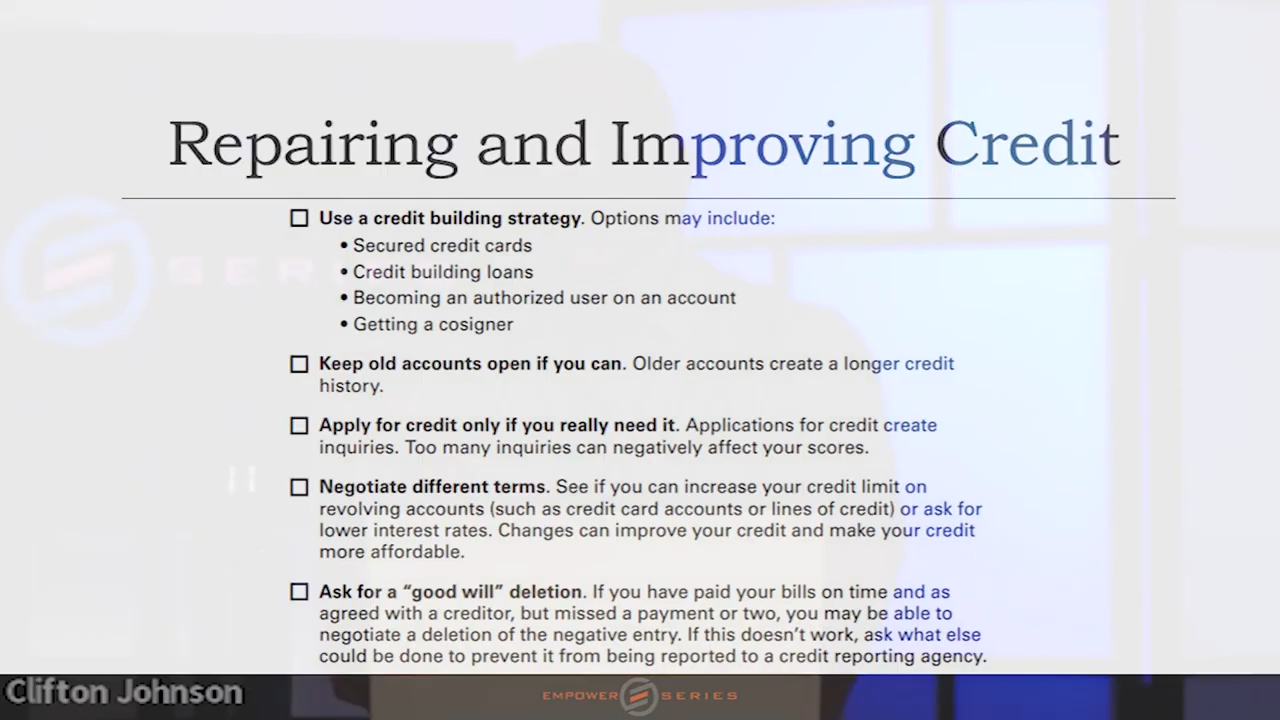 Repairing and Improving Credit
Use a credit building strategy. Options may include:
• Secured credit cards
• Credit building loans
• Becoming an authorized user on an account
• Getting a cosigner
Keep old accounts open if you can. Older accounts create a longer credit
history.
Apply for credit only if you really need it. Applications for credit create
inquiries. Too many inquiries can negatively affect your scores.
Negotiate different terms. See if you can increase your credit limit on
revolving accounts (such as credit card accounts or lines of credit) or ask for
lower interest rates. Changes can improve your credit and make your credit
more affordable.
Ask for a “good will” deletion. If you have paid your bills on time and as
agreed with a creditor, but missed a payment or two, you may be able to
negotiate a deletion of the negative entry. If this doesn’t work, ask what else
could be done to prevent it from being reported to a credit reporting agency.
Clifton Johnson
EMPOWER SERIES